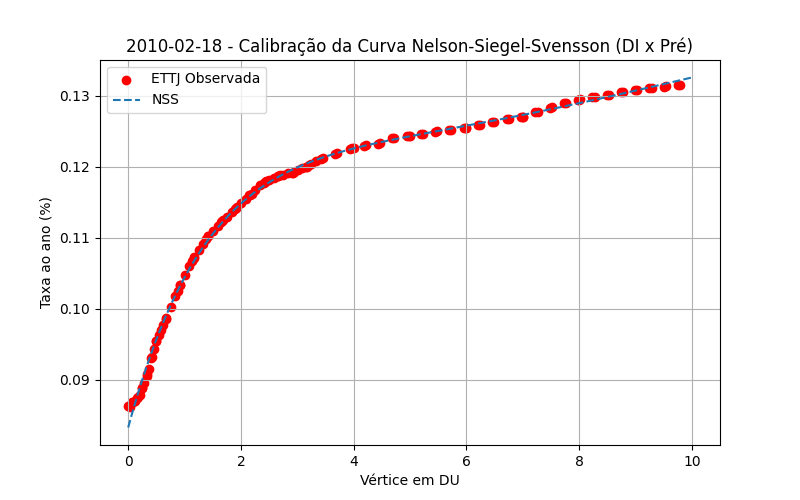 2010-02-18 - Calibração da Curva Nelson-Siegel-Svensson (DI x Pré)
ETTJ Observada
NSS
Taxa ao ano (%)
0.13
0.12
0.11
0.10
0.09
0 2 4 6 8 10
Vértice em DU